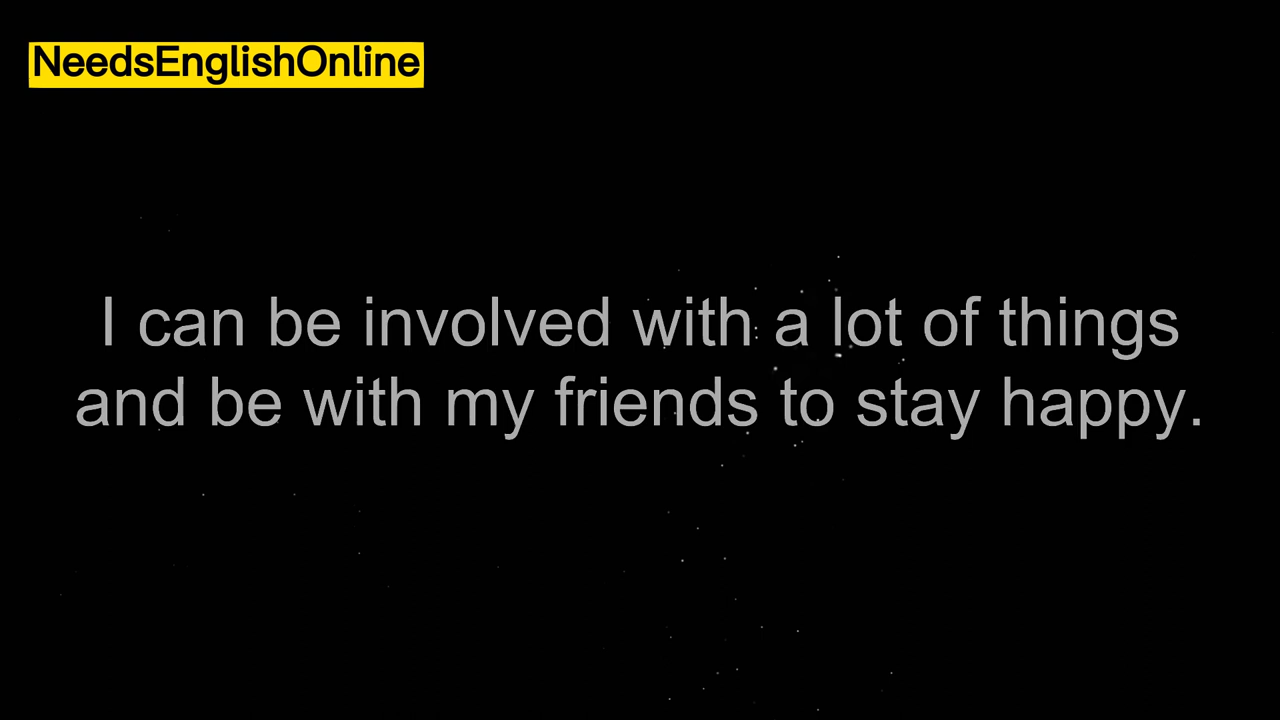 NeedsEnglishOnline
I can be involved with a lot of things
and be with my friends to stay happy.